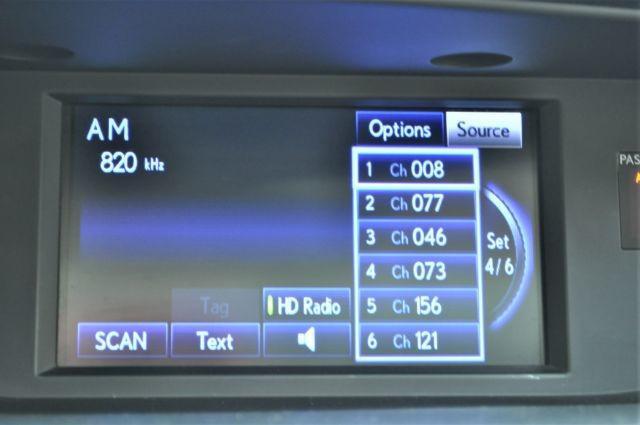 AM
820 kHz
Options
Source
1 Ch 008
2 Ch 077
3 Ch 046
4 Ch 073
5 Ch 156
6 Ch 121
Set
4/6
Tag
HD Radio
SCAN
Text
PAS